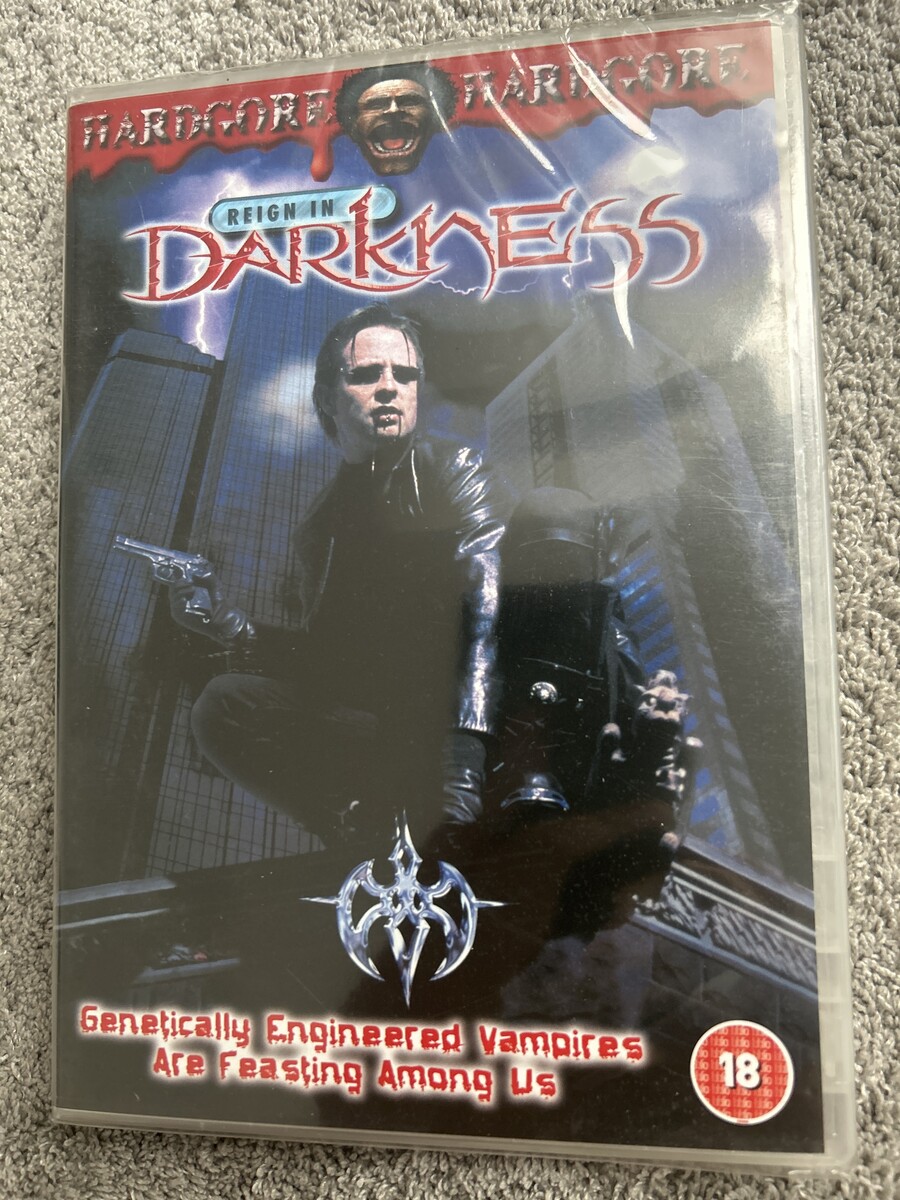 HARDGORE HARDGORE
REIGN IN
DARKNESS
Genetically Engineered Vampires
Are Feasting Among Us
18